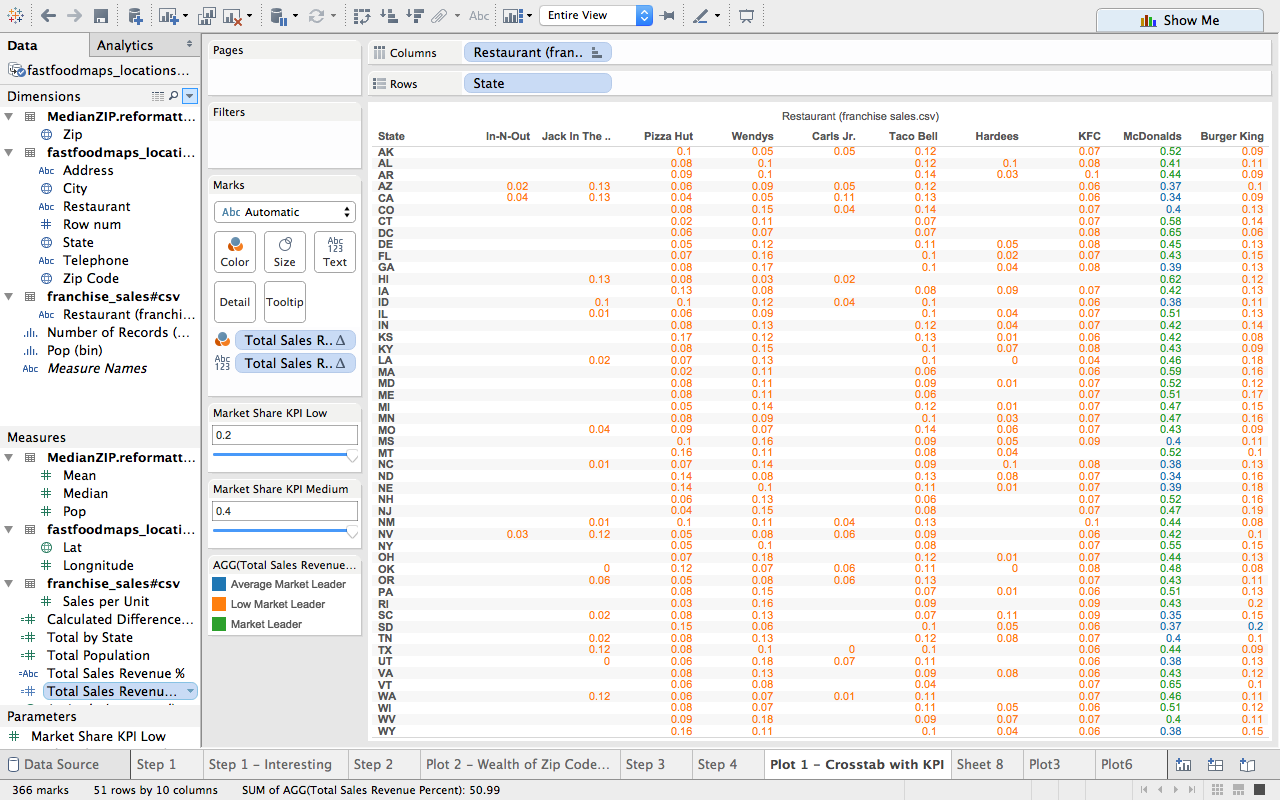 Abc
Entire View
Show Me
Data
Analytics
fastfoodmaps_locations...
Dimensions
MedianZIP.reformatt...
Zip
fastfoodmaps_locati...
Abc Address
City
Abc Restaurant
Row num
State
Abc Telephone
Zip Code
franchise_sales#csv
Abc Restaurant (franchi...
Number of Records (...
Pop (bin)
Abc Measure Names
Measures
MedianZIP.reformatt...
Mean
Median
Pop
fastfoodmaps_locati...
Lat
Longnitude
franchise_sales#csv
Sales per Unit
Calculated Difference...
Total by State
Total Population
=Abc Total Sales Revenue %
Total Sales Revenu...
Parameters
Market Share KPI Low
Pages
Filters
Marks
Abc Automatic
Color
Size
Abc
123
Text
Detail
Tooltip
Total Sales R.. Δ
Abc
123
Total Sales R.. Δ
Market Share KPI Low
0.2
Market Share KPI Medium
0.4
AGG(Total Sales Revenue...
Average Market Leader
Low Market Leader
Market Leader
Columns
Restaurant (fran..
Rows
State
Restaurant (franchise sales.csv)
State In-N-Out Jack In The .. Pizza Hut Wendys Carls Jr. Taco Bell Hardees KFC McDonalds Burger King
AK 0.1 0.05 0.05 0.12 0.07 0.52 0.09
AL 0.08 0.1 0.12 0.1 0.08 0.41 0.11
AR 0.09 0.1 0.14 0.03 0.1 0.44 0.09
AZ 0.02 0.13 0.06 0.09 0.05 0.12 0.06 0.37 0.1
CA 0.04 0.13 0.04 0.05 0.11 0.13 0.06 0.34 0.09
CO 0.08 0.15 0.04 0.14 0.06 0.4 0.13
CT 0.02 0.11 0.07 0.07 0.58 0.14
DC 0.06 0.07 0.07 0.08 0.65 0.06
DE 0.05 0.12 0.11 0.05 0.08 0.45 0.13
FL 0.07 0.16 0.1 0.02 0.07 0.43 0.15
GA 0.08 0.17 0.1 0.04 0.08 0.39 0.13
HI 0.13 0.08 0.03 0.02 0.62 0.12
IA 0.13 0.08 0.08 0.09 0.07 0.42 0.13
ID 0.1 0.1 0.12 0.04 0.1 0.06 0.38 0.11
IL 0.01 0.06 0.09 0.1 0.04 0.07 0.51 0.13
IN 0.08 0.13 0.12 0.04 0.07 0.42 0.14
KS 0.17 0.12 0.13 0.01 0.06 0.42 0.08
KY 0.08 0.15 0.1 0.07 0.08 0.43 0.09
LA 0.02 0.07 0.13 0.1 0 0.04 0.46 0.18
MA 0.02 0.11 0.06 0.06 0.59 0.16
MD 0.08 0.11 0.09 0.01 0.07 0.52 0.12
ME 0.08 0.11 0.06 0.07 0.51 0.17
MI 0.05 0.14 0.12 0.01 0.07 0.47 0.15
MN 0.08 0.09 0.1 0.03 0.07 0.47 0.16
MO 0.04 0.09 0.07 0.14 0.06 0.07 0.43 0.09
MS 0.1 0.16 0.09 0.05 0.09 0.4 0.11
MT 0.16 0.11 0.08 0.04 0.52 0.1
NC 0.01 0.07 0.14 0.09 0.1 0.08 0.38 0.13
ND 0.14 0.08 0.13 0.08 0.07 0.34 0.16
NE 0.14 0.1 0.11 0.01 0.07 0.39 0.18
NH 0.06 0.13 0.06 0.07 0.52 0.16
NJ 0.04 0.15 0.08 0.07 0.47 0.19
NM 0.01 0.1 0.11 0.04 0.13 0.1 0.44 0.08
NV 0.03 0.12 0.05 0.08 0.06 0.09 0.06 0.42 0.1
NY 0.05 0.1 0.08 0.07 0.55 0.15
OH 0.07 0.18 0.12 0.01 0.07 0.44 0.13
OK 0 0.12 0.07 0.06 0.11 0 0.08 0.48 0.08
OR 0.06 0.05 0.08 0.06 0.13 0.07 0.43 0.11
PA 0.08 0.15 0.07 0.01 0.06 0.51 0.13
RI 0.03 0.16 0.09 0.09 0.43 0.2
SC 0.02 0.08 0.13 0.07 0.11 0.09 0.35 0.15
SD 0.15 0.06 0.1 0.05 0.07 0.37 0.2
TN 0.02 0.08 0.13 0.12 0.08 0.07 0.4 0.1
TX 0.12 0.08 0.1 0 0.1 0.06 0.44 0.09
UT 0 0.06 0.18 0.07 0.11 0.06 0.38 0.13
VA 0.08 0.13 0.09 0.08 0.06 0.43 0.12
VT 0.06 0.08 0.04 0.07 0.65 0.1
WA 0.12 0.06 0.07 0.01 0.11 0.07 0.46 0.11
WI 0.08 0.07 0.11 0.05 0.06 0.51 0.12
WV 0.09 0.18 0.09 0.07 0.07 0.4 0.11
WY 0.16 0.11 0.1 0.04 0.06 0.38 0.15
Data Source
Step 1
Step 1 - Interesting
Step 2
Plot 2 - Wealth of Zip Code...
Step 3
Step 4
Plot 1 - Crosstab with KPI
Sheet 8
Plot3
Plot6
366 marks 51 rows by 10 columns SUM of AGG(Total Sales Revenue Percent): 50.99